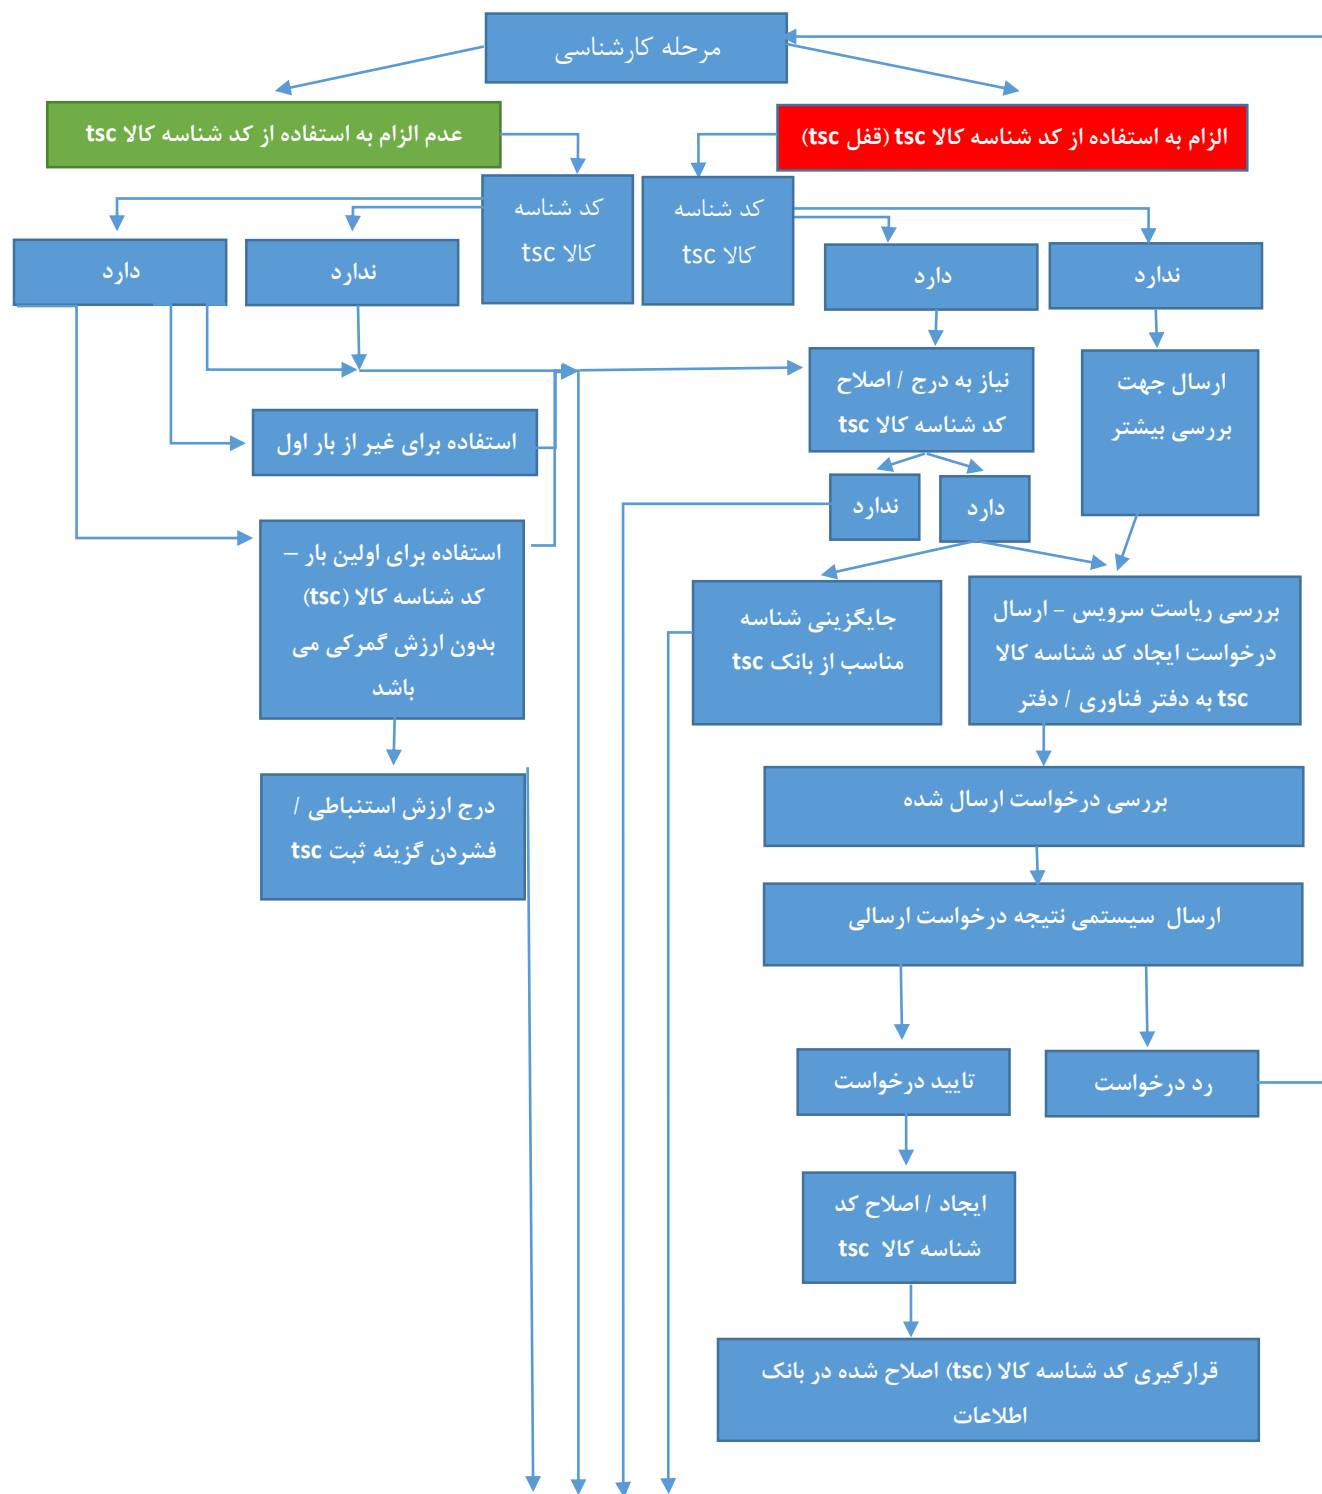 مرحله کارشناسی
الزام به استفاده از کد شناسه کالا tsc (قفل tsc)
عدم الزام به استفاده از کد شناسه کالا tsc
کد شناسه
کالا tsc
کد شناسه
کالا tsc
ندارد
دارد
ندارد
دارد
ارسال جهت
بررسی بیشتر
نیاز به درج / اصلاح
کد شناسه کالا tsc
استفاده برای غیر از بار اول
دارد
ندارد
استفاده برای اولین بار –
کد شناسه کالا (tsc)
بدون ارزش گمرکی می
باشد
بررسی ریاست سرویس – ارسال
درخواست ایجاد کد شناسه کالا
tsc به دفتر فناوری / دفتر
جایگزینی شناسه
مناسب از بانک tsc
درج ارزش استنباطی /
فشردن گزینه ثبت tsc
بررسی درخواست ارسال شده
ارسال سیستمی نتیجه درخواست ارسالی
رد درخواست
تایید درخواست
ایجاد / اصلاح کد
شناسه کالا tsc
قرارگیری کد شناسه کالا (tsc) اصلاح شده در بانک
اطلاعات